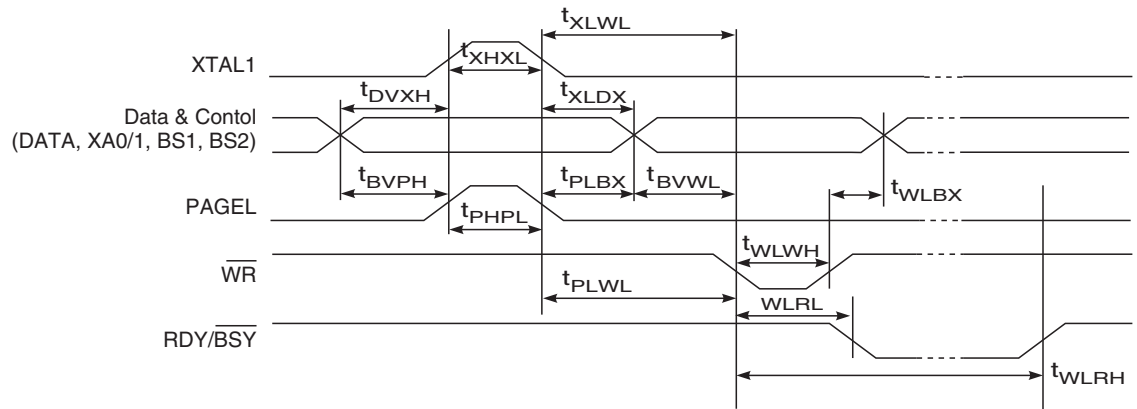 tXLWL
XTAL1
tXHXL
tDVXH
tXLDX
Data & Contol
(DATA, XA0/1, BS1, BS2)
tBVPH
tPLBX
tBVWL
tWLBX
PAGEL
tPHPL
tWLWH
WR
tPLWL
WLRL
RDY/BSY
tWLRH